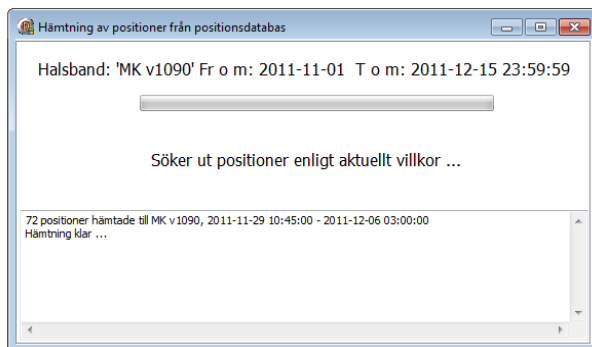 Hämtning av positioner från positionsdatabas
Halsband: 'MK v1090' Fr o m: 2011-11-01 T o m: 2011-12-15 23:59:59
Söker ut positioner enligt aktuellt villkor ...
72 positioner hämtade till MK v1090, 2011-11-29 10:45:00 - 2011-12-06 03:00:00
Hämtning klar ...